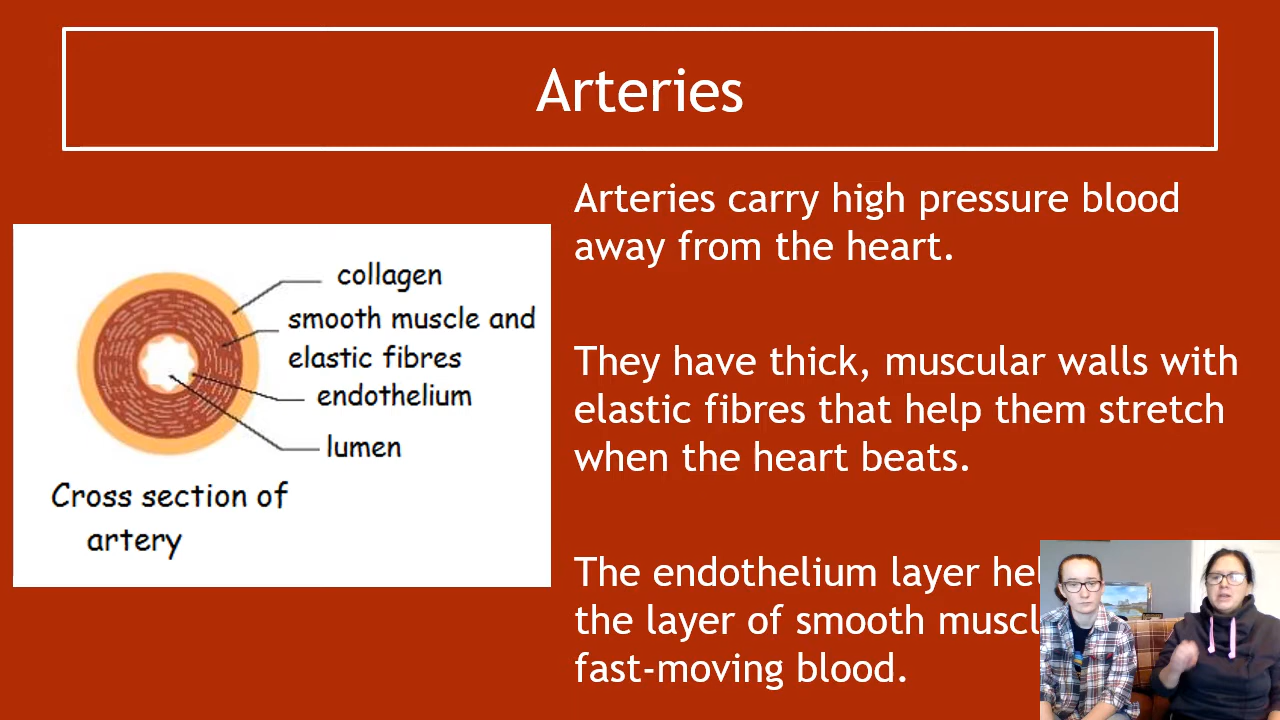 Arteries
Arteries carry high pressure blood
away from the heart.
They have thick, muscular walls with
elastic fibres that help them stretch
when the heart beats.
The endothelium layer
the layer of smooth
fast-moving blood.
collagen
smooth muscle and
elastic fibres
endothelium
lumen
Cross section of
artery